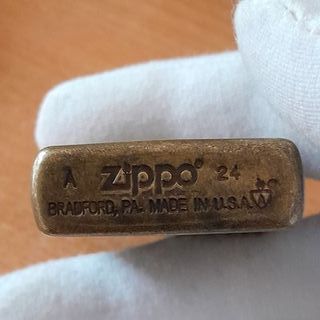 A zippo® 24
BRADFORD, PA. MADE IN U.S.A.